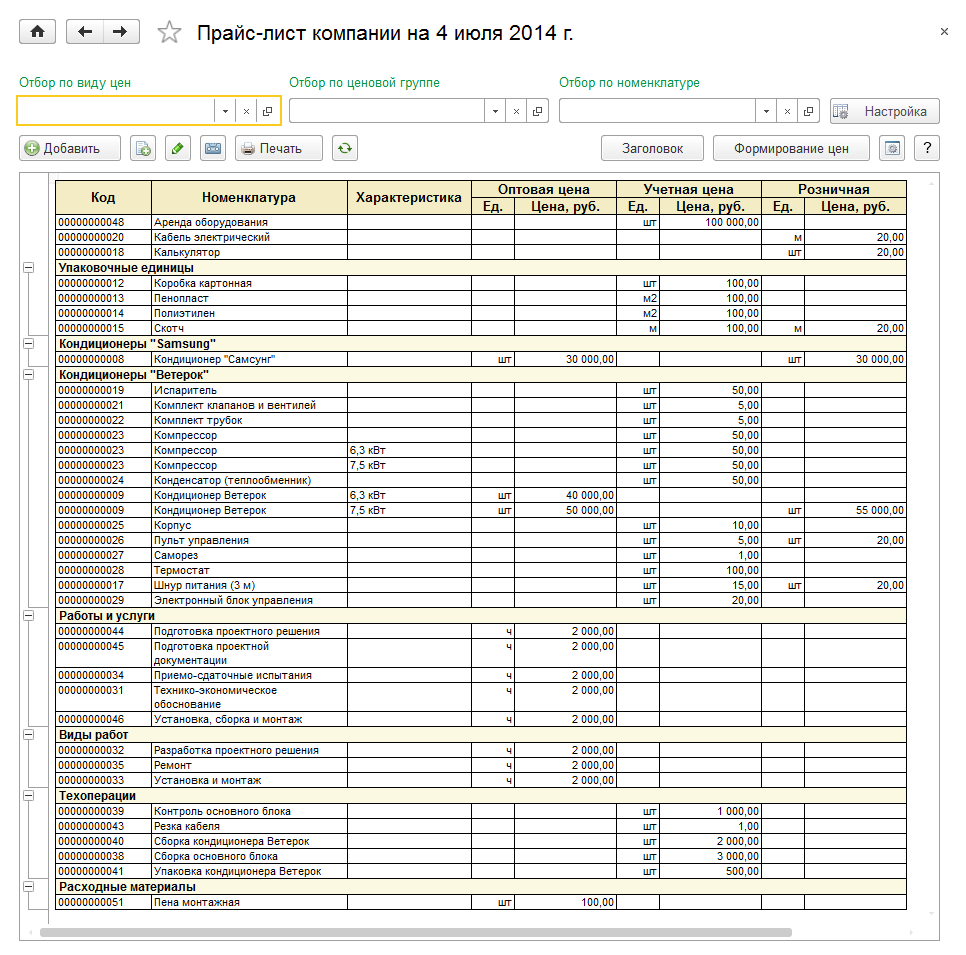 Прайс-лист компании на 4 июля 2014 г.
Отбор по виду цен Отбор по ценовой группе Отбор по номенклатуре
Настройка
Добавить Печать Заголовок Формирование цен ?
Код Номенклатура Характеристика Оптовая цена Учетная цена Розничная
Ед. Цена, руб. Ед. Цена, руб. Ед. Цена, руб.
00000000048 Аренда оборудования шт 100 000,00
00000000020 Кабель электрический м 20,00
00000000018 Калькулятор шт 20,00
Упаковочные единицы
00000000012 Коробка картонная шт 100,00
00000000013 Пенопласт м2 100,00
00000000014 Полиэтилен м2 100,00
00000000015 Скотч м 100,00 м 20,00
Кондиционеры "Samsung"
00000000008 Кондиционер "Самсунг" шт 30 000,00 шт 30 000,00
Кондиционеры "Ветерок"
00000000019 Испаритель шт 50,00
00000000021 Комплект клапанов и вентилей шт 5,00
00000000022 Комплект трубок шт 5,00
00000000023 Компрессор шт 50,00
00000000023 Компрессор 6,3 кВт шт 50,00
00000000023 Компрессор 7,5 кВт шт 50,00
00000000024 Конденсатор (теплообменник) шт 50,00
00000000009 Кондиционер Ветерок 6,3 кВт шт 40 000,00
00000000009 Кондиционер Ветерок 7,5 кВт шт 50 000,00 шт 55 000,00
00000000025 Корпус шт 10,00
00000000026 Пульт управления шт 5,00 шт 20,00
00000000027 Саморез шт 1,00
00000000028 Термостат шт 100,00
00000000017 Шнур питания (3 м) шт 15,00 шт 20,00
00000000029 Электронный блок управления шт 20,00
Работы и услуги
00000000044 Подготовка проектного решения ч 2 000,00
00000000045 Подготовка проектной ч 2 000,00
документации
00000000034 Приемо-сдаточные испытания ч 2 000,00
00000000031 Технико-экономическое ч 2 000,00
обоснование
00000000046 Установка, сборка и монтаж ч 2 000,00
Виды работ
00000000032 Разработка проектного решения ч 2 000,00
00000000035 Ремонт ч 2 000,00
00000000033 Установка и монтаж ч 2 000,00
Техоперации
00000000039 Контроль основного блока шт 1 000,00
00000000043 Резка кабеля шт 1,00
00000000040 Сборка кондиционера Ветерок шт 2 000,00
00000000038 Сборка основного блока шт 3 000,00
00000000041 Упаковка кондиционера Ветерок шт 500,00
Расходные материалы
00000000051 Пена монтажная шт 100,00